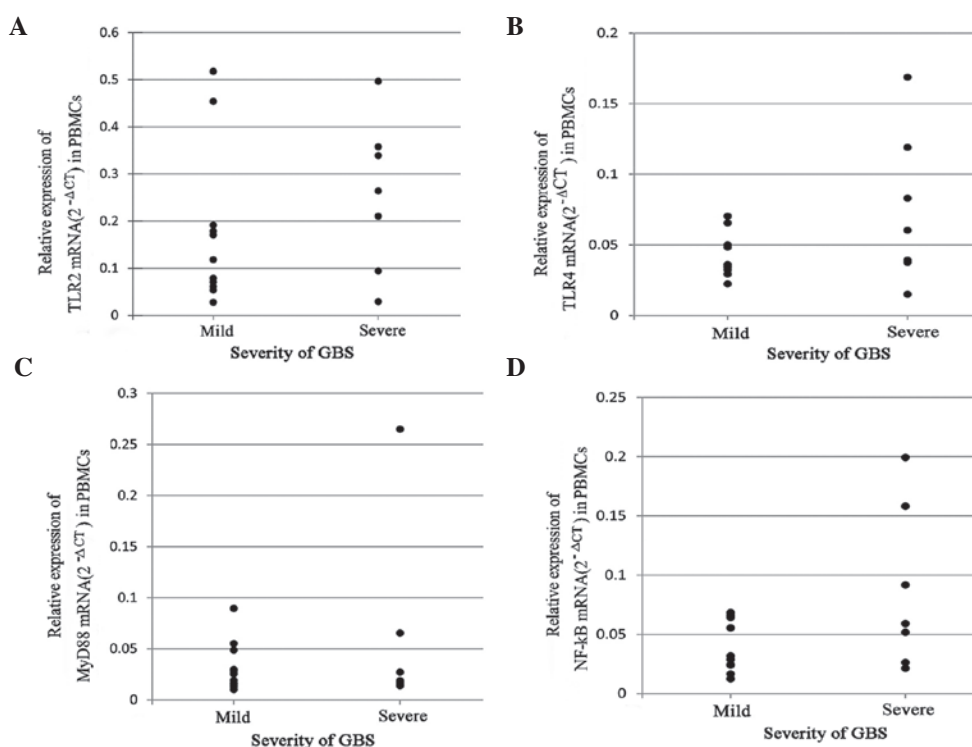 A
Relative expression of
TLR2 mRNA(2^-ΔCT) in PBMCs
0.6
0.5
0.4
0.3
0.2
0.1
0
Mild Severe
Severity of GBS
B
Relative expression of
TLR4 mRNA(2^-ΔCT) in PBMCs
0.2
0.15
0.1
0.05
0
Mild Severe
Severity of GBS
C
Relative expression of
MyD88 mRNA(2^-ΔCT) in PBMCs
0.3
0.25
0.2
0.15
0.1
0.05
0
Mild Severe
Severity of GBS
D
Relative expression of
NF-kB mRNA(2^-ΔCT) in PBMCs
0.25
0.2
0.15
0.1
0.05
0
Mild Severe
Severity of GBS